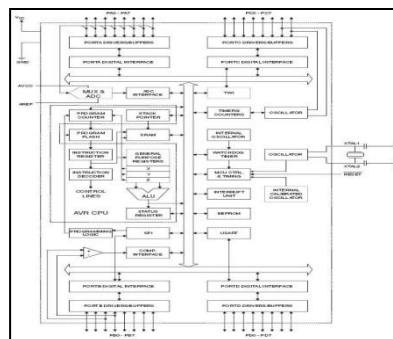 VCC
PA0 - PA7
PC0 - PC7
PORTA DRIVERS/BUFFERS
PORTC DRIVERS/BUFFERS
GND
PORTA DIGITAL INTERFACE
PORTC DIGITAL INTERFACE
AVCC
MUX &
ADC
ADC
INTERFACE
TWI
AREF
PROGRAM
COUNTER
STACK
POINTER
TIMERS/
COUNTERS
OSCILLATOR
PROGRAM
FLASH
SRAM
INTERNAL
OSCILLATOR
INSTRUCTION
REGISTER
GENERAL
PURPOSE
REGISTERS
X
Y
Z
WATCHDOG
TIMER
OSCILLATOR
XTAL1
XTAL2
RESET
INSTRUCTION
DECODER
MCU CTRL.
& TIMING
CONTROL
LINES
ALU
INTERRUPT
UNIT
INTERNAL
CALIBRATED
OSCILLATOR
AVR CPU
STATUS
REGISTER
EEPROM
PROGRAMMING
LOGIC
SPI
USART
+
-
COMP.
INTERFACE
PORTB DIGITAL INTERFACE
PORTD DIGITAL INTERFACE
PORTB DRIVERS/BUFFERS
PORTD DRIVERS/BUFFERS
PB0 - PB7
PD0 - PD7